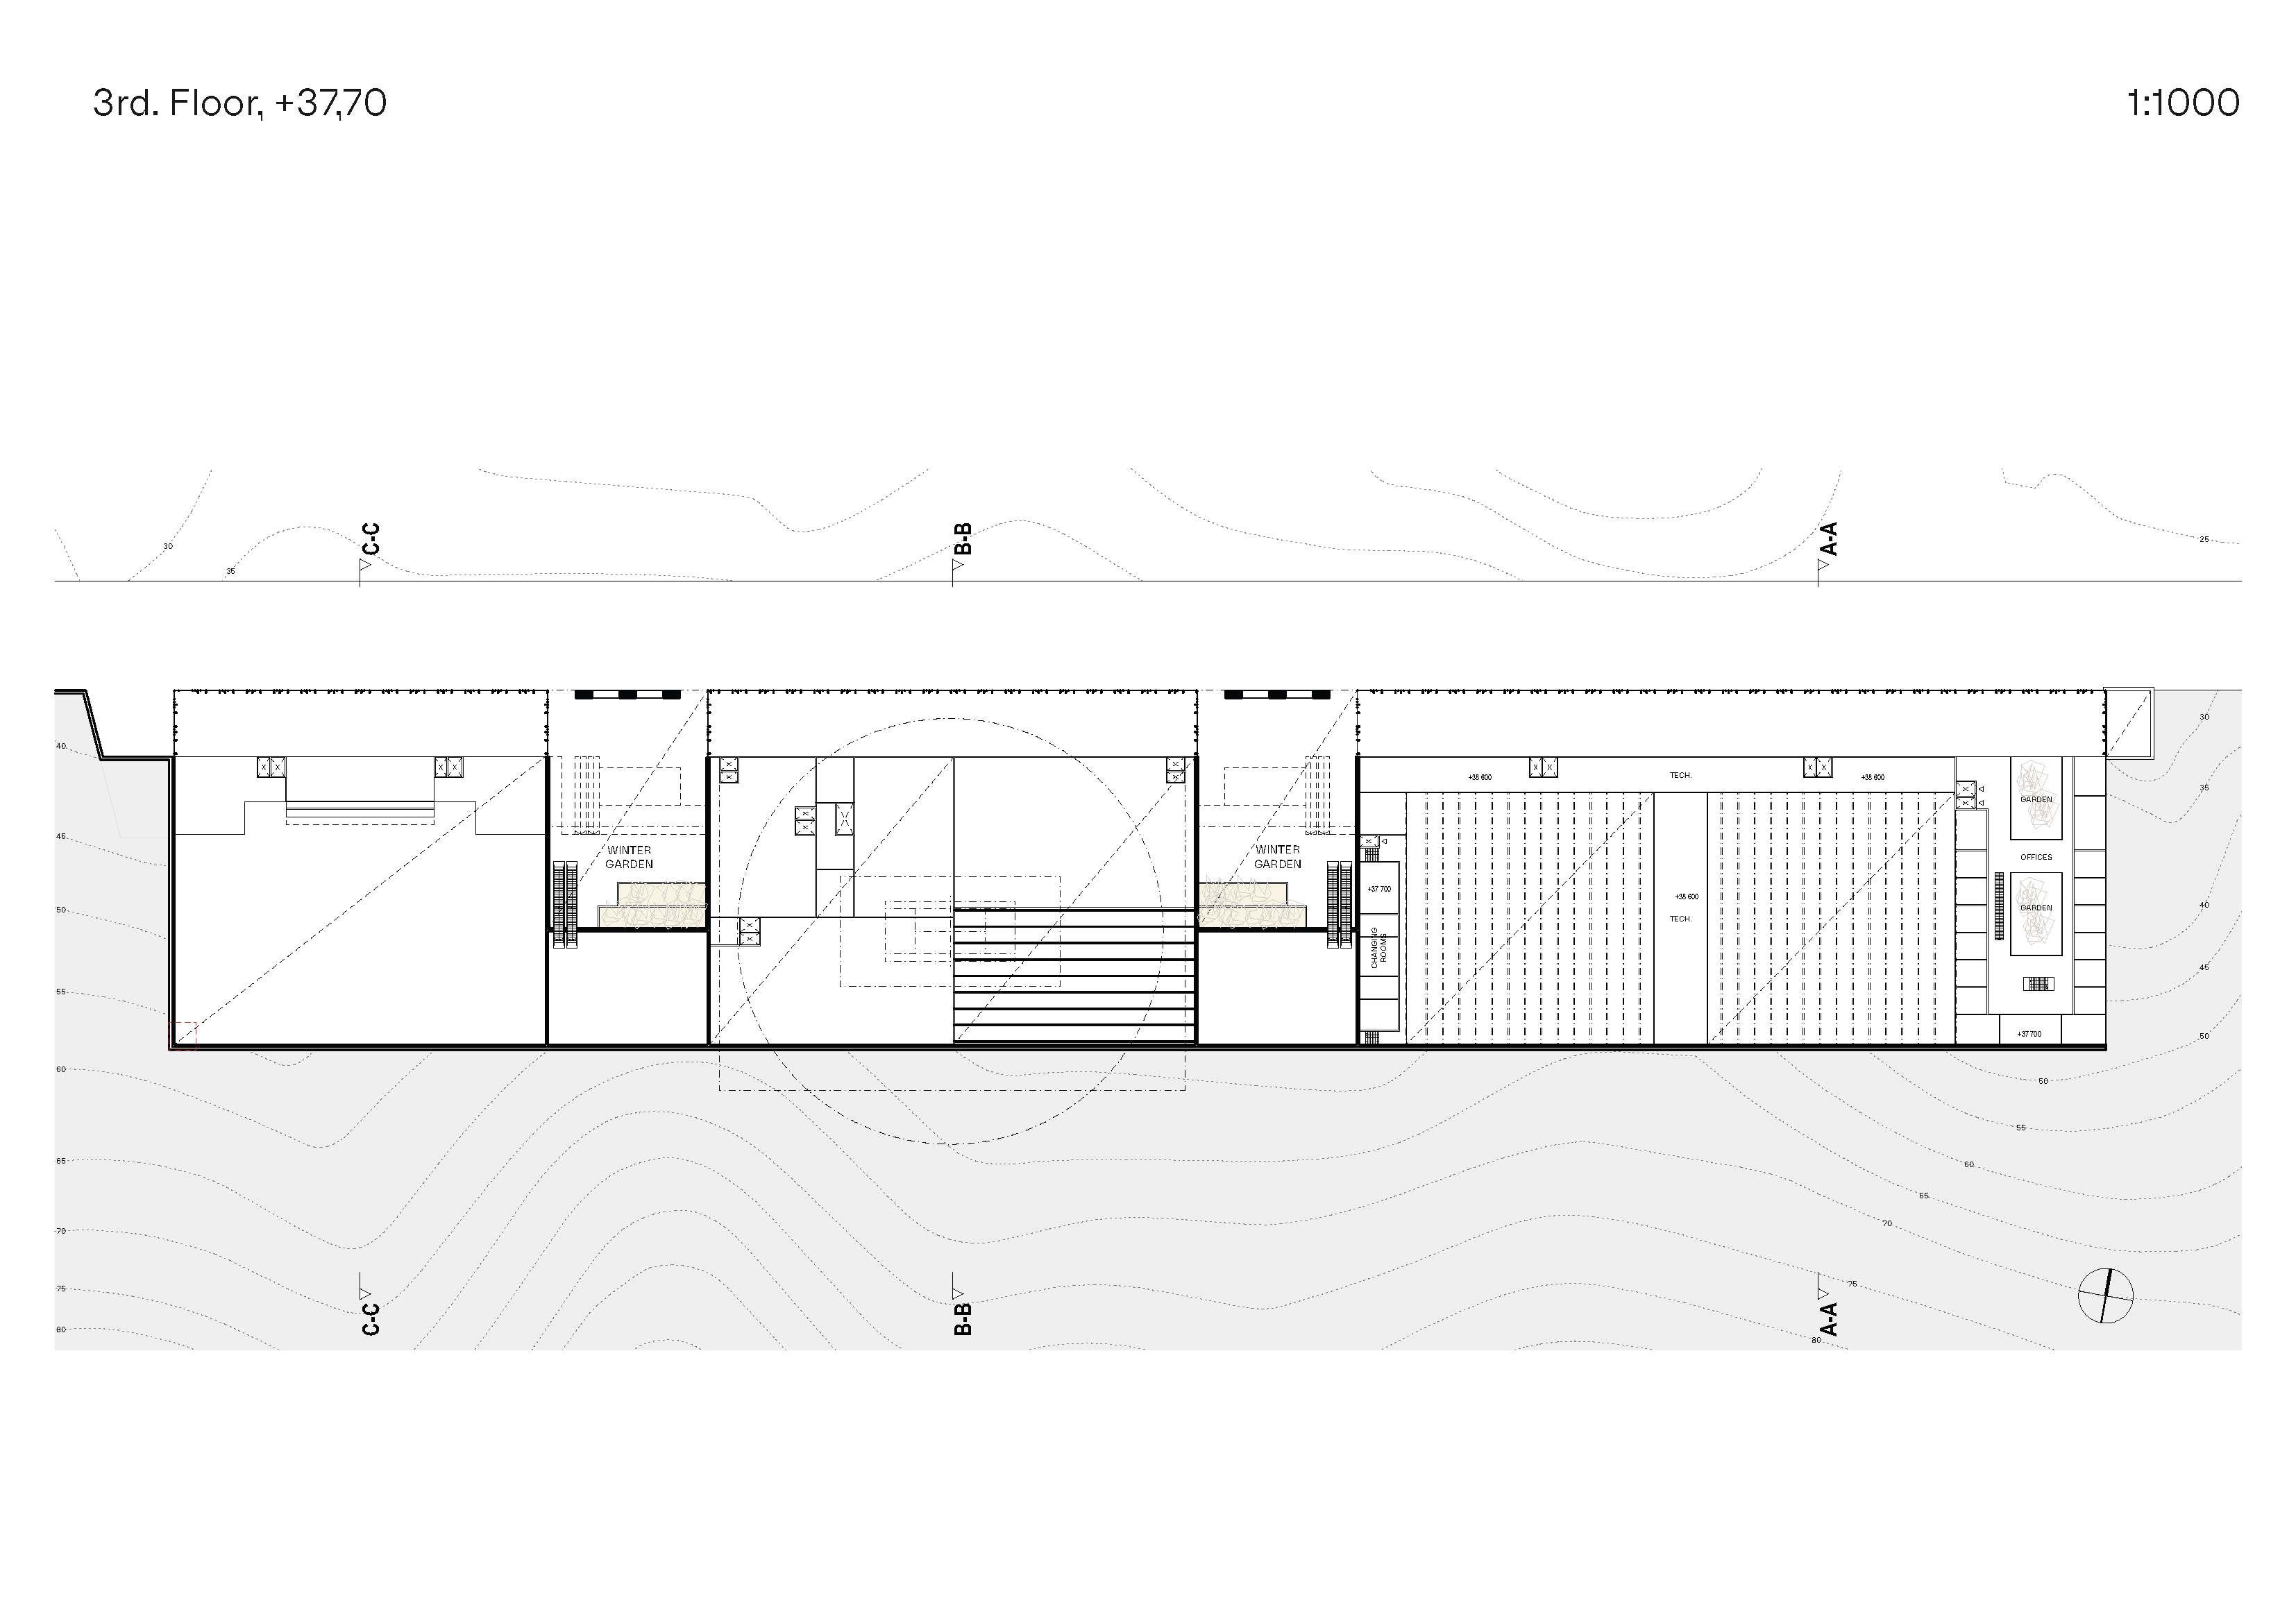 3rd. Floor, +37,70
1:1000
C-C
B-B
A-A
30
35
25
30
35
40
45
50
40
45
50
55
60
65
70
75
80
WINTER
GARDEN
WINTER
GARDEN
+38 600
TECH.
+38 600
+37 700
CHANGING
ROOMS
+38 600
TECH.
GARDEN
OFFICES
GARDEN
+37 700
50
55
60
65
70
75
80
C-C
B-B
A-A